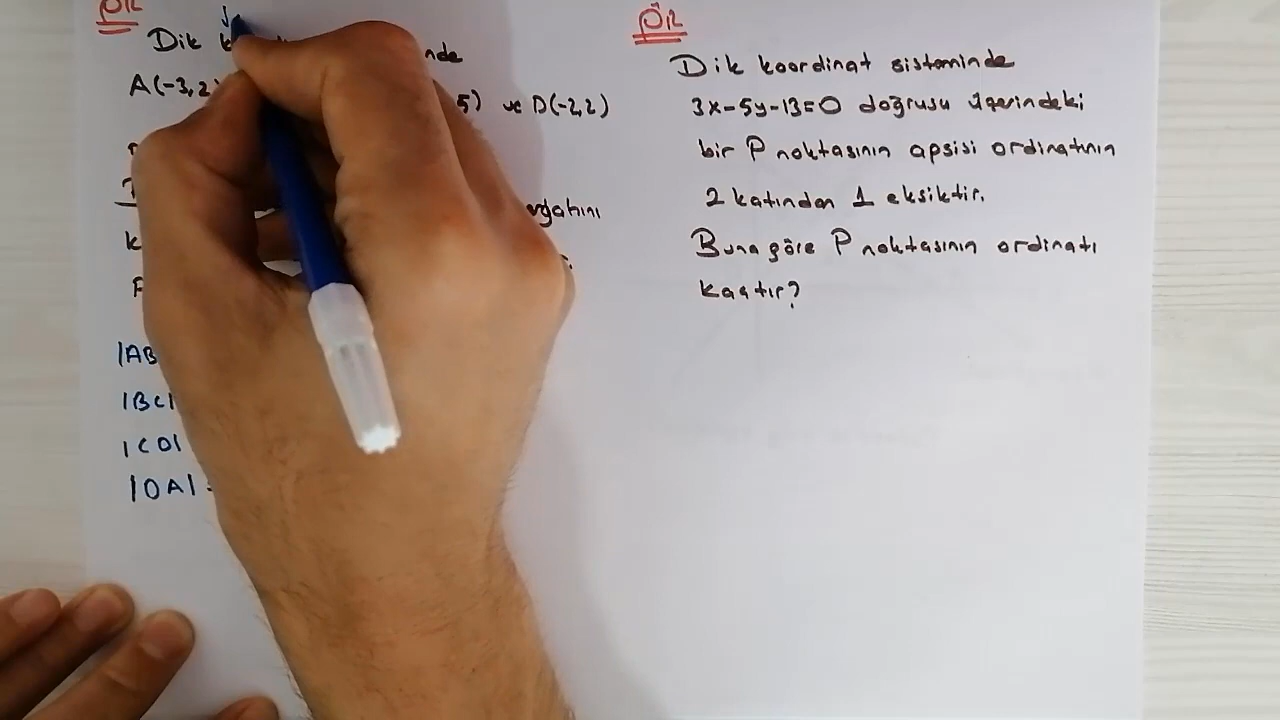 ÖR
Dik
A(-3,2) 5) ve D(-2,2)
|AB
|BC|
|CD|
|DA|
ÖR
Dik koordinat sisteminde
3x-5y-13=0 doğrusu üzerindeki
bir P noktasının apsisi ordinatının
2 katından 1 eksiktir.
Buna göre P noktasının ordinatı
kaçtır?